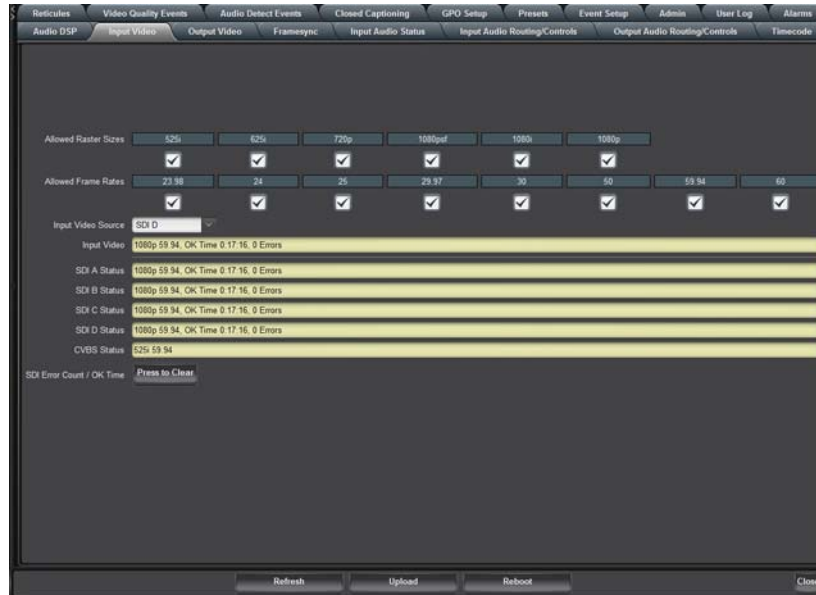 Reticules Video Quality Events Audio Detect Events Closed Captioning GPO Setup Presets Event Setup Admin User Log Alarms
Audio DSP Input Video Output Video Framesync Input Audio Status Input Audio Routing/Controls Output Audio Routing/Controls Timecode
Allowed Raster Sizes 525i 625i 720p 1080psf 1080i 1080p
Allowed Frame Rates 23.98 24 25 29.97 30 50 59.94 60
Input Video Source SDI D
Input Video 1080p 59.94, OK Time 0:17:16, 0 Errors
SDI A Status 1080p 59.94, OK Time 0:17:16, 0 Errors
SDI B Status 1080p 59.94, OK Time 0:17:16, 0 Errors
SDI C Status 1080p 59.94, OK Time 0:17:16, 0 Errors
SDI D Status 1080p 59.94, OK Time 0:17:16, 0 Errors
CVBS Status 525i 59.94
SDI Error Count / OK Time Press to Clear
Refresh Upload Reboot Close